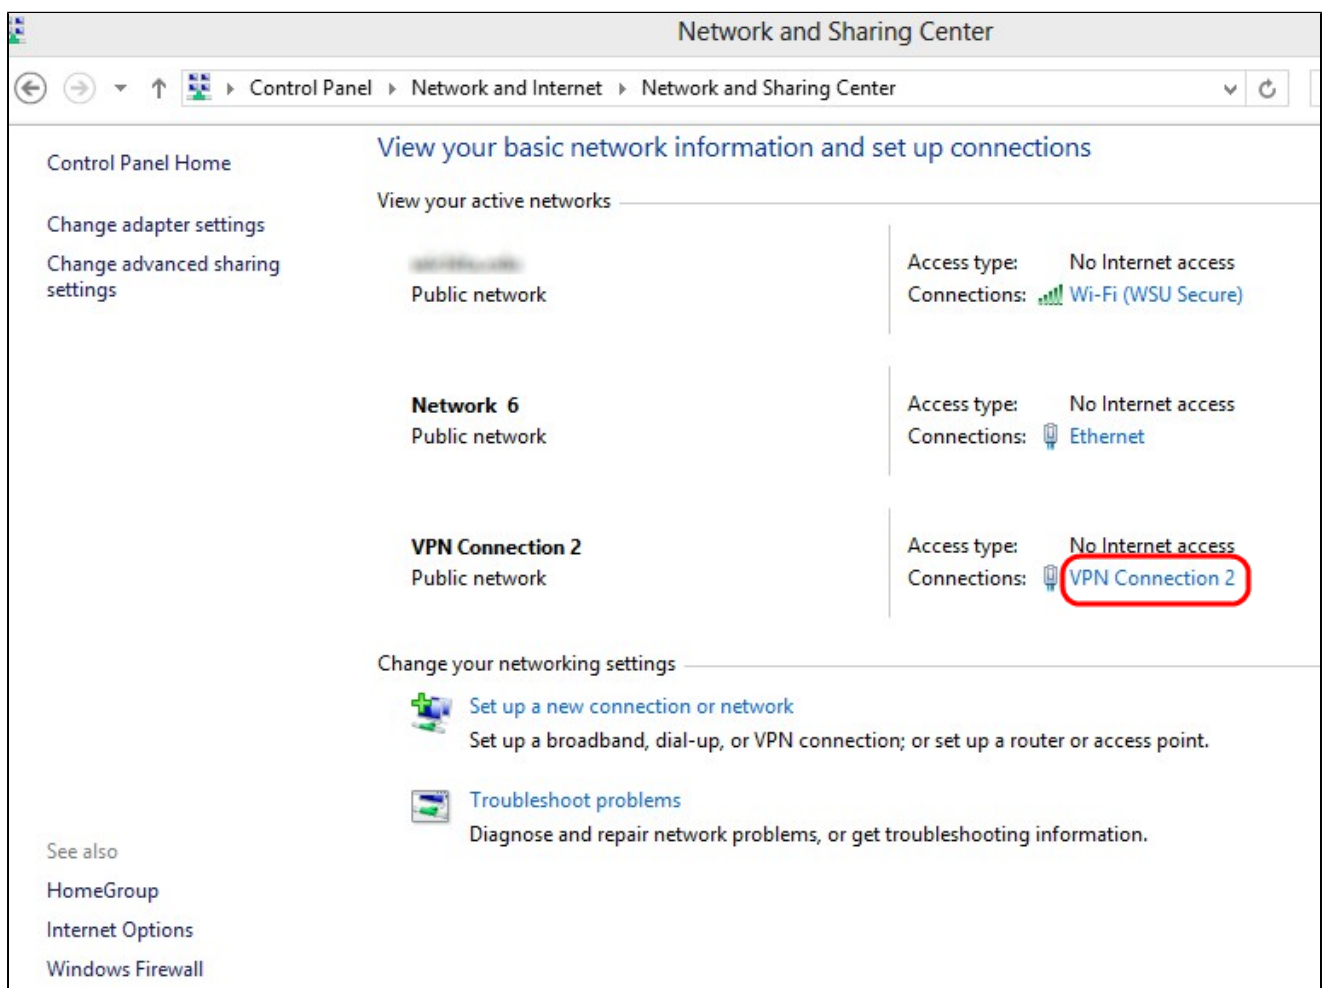 Network and Sharing Center
Control Panel Network and Internet Network and Sharing Center
Control Panel Home
Change adapter settings
Change advanced sharing
settings
View your basic network information and set up connections
View your active networks
Public network
Access type: No Internet access
Connections: Wi-Fi (WSU Secure)
Network 6
Public network
Access type: No Internet access
Connections: Ethernet
VPN Connection 2
Public network
Access type: No Internet access
Connections: VPN Connection 2
Change your networking settings
Set up a new connection or network
Set up a broadband, dial-up, or VPN connection; or set up a router or access point.
Troubleshoot problems
Diagnose and repair network problems, or get troubleshooting information.
See also
HomeGroup
Internet Options
Windows Firewall